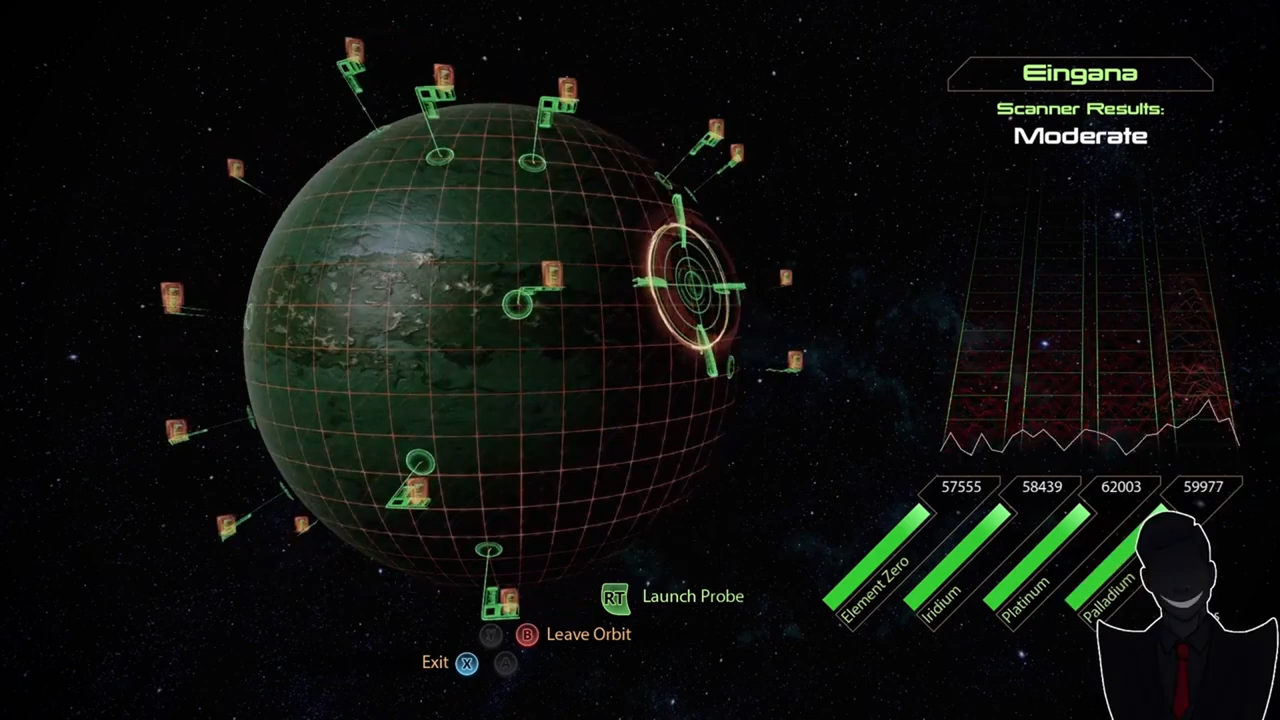 Eingana
Scanner Results:
Moderate
57555 58439 62003 59977
Element Zero
Iridium
Platinum
Palladium
RT Launch Probe
Y B Leave Orbit
Exit X A